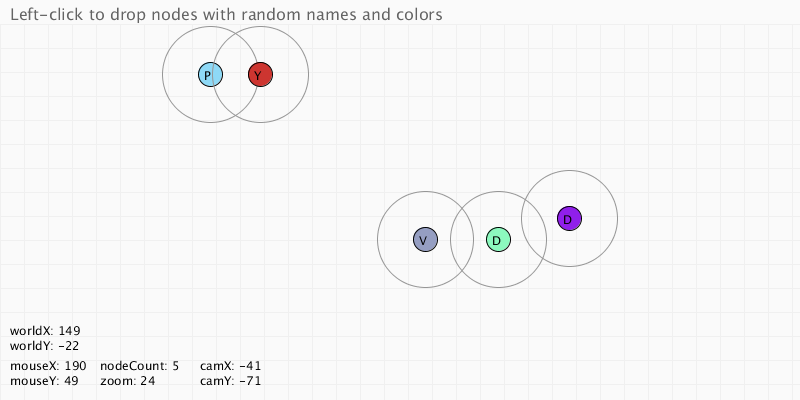 Left-click to drop nodes with random names and colors
P Y
D
V D
worldX: 149
worldY: -22
mouseX: 190 nodeCount: 5 camX: -41
mouseY: 49 zoom: 24 camY: -71